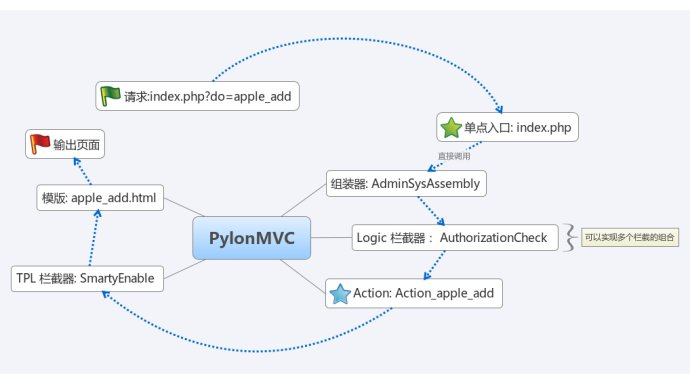 请求:index.php?do=apple_add
单点入口: index.php
直接调用
组装器: AdminSysAssembly
Logic 栏截器 : AuthorizationCheck
可以实现多个栏截的组合
Action: Action_apple_add
PylonMVC
TPL 栏截器: SmartyEnable
模版: apple_add.html
输出页面